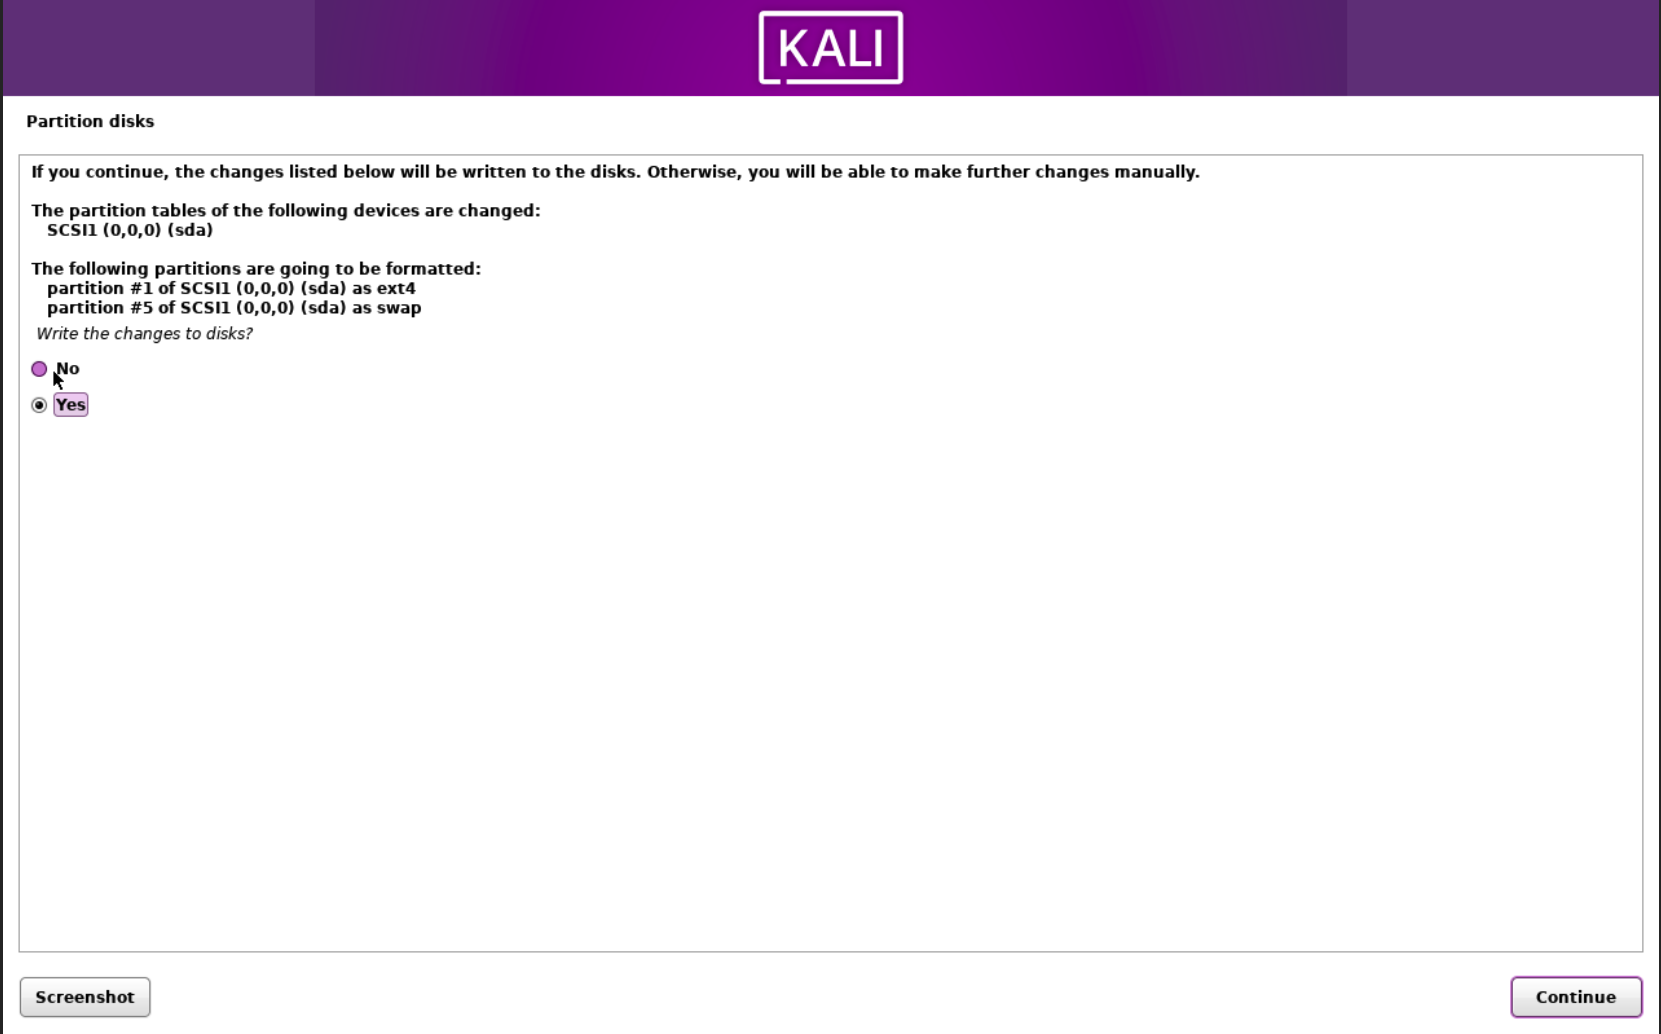 KALI
Partition disks
If you continue, the changes listed below will be written to the disks. Otherwise, you will be able to make further changes manually.
The partition tables of the following devices are changed:
SCSI1 (0,0,0) (sda)
The following partitions are going to be formatted:
partition #1 of SCSI1 (0,0,0) (sda) as ext4
partition #5 of SCSI1 (0,0,0) (sda) as swap
Write the changes to disks?
No
Yes
Screenshot
Continue